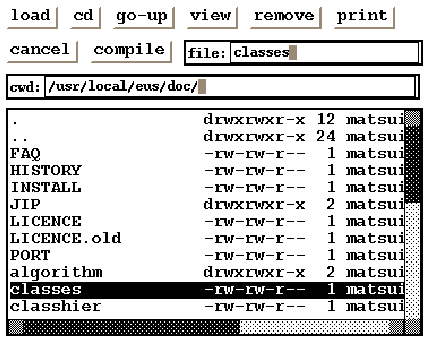 load cd go-up view remove print
cancel compile file: classes
cwd: /usr/local/eus/doc/
. drwxrwxr-x 12 matsui
.. drwxrwxr-x 24 matsui
FAQ -rw-rw-r-- 1 matsui
HISTORY -rw-rw-r-- 1 matsui
INSTALL -rw-rw-r-- 1 matsui
JIP drwxrwxr-x 2 matsui
LICENCE -rw-rw-r-- 1 matsui
LICENCE.old -rw-rw-r-- 1 matsui
PORT -rw-rw-r-- 1 matsui
algorithm drwxrwxr-x 2 matsui
classes -rw-rw-r-- 1 matsui
classhier -rw-rw-r-- 1 matsui